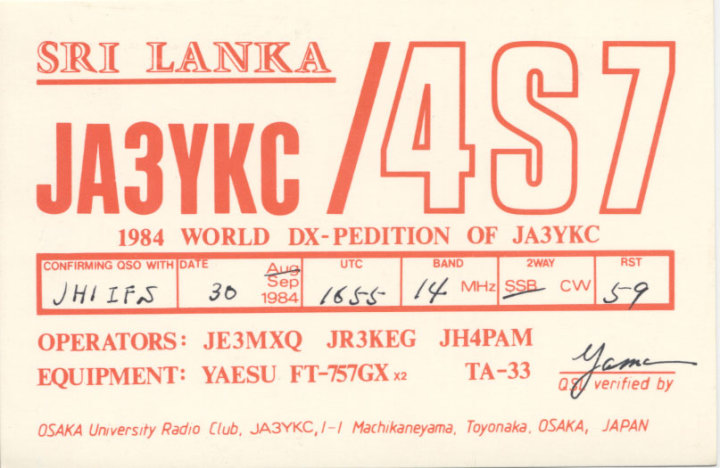 SRI LANKA
JA3YKC/4S7
1984 WORLD DX-PEDITION OF JA3YKC
CONFIRMING QSO WITH DATE UTC BAND 2WAY RST
JH1IFS 30 Aug Sep 1984 1655 14 MHz SSB CW 59
OPERATORS: JE3MXQ JR3KEG JH4PAM
EQUIPMENT: YAESU FT-757GX x2 TA-33
Yama
QSL verified by
OSAKA University Radio Club, JA3YKC, 1-1 Machikaneyama, Toyonaka, OSAKA, JAPAN